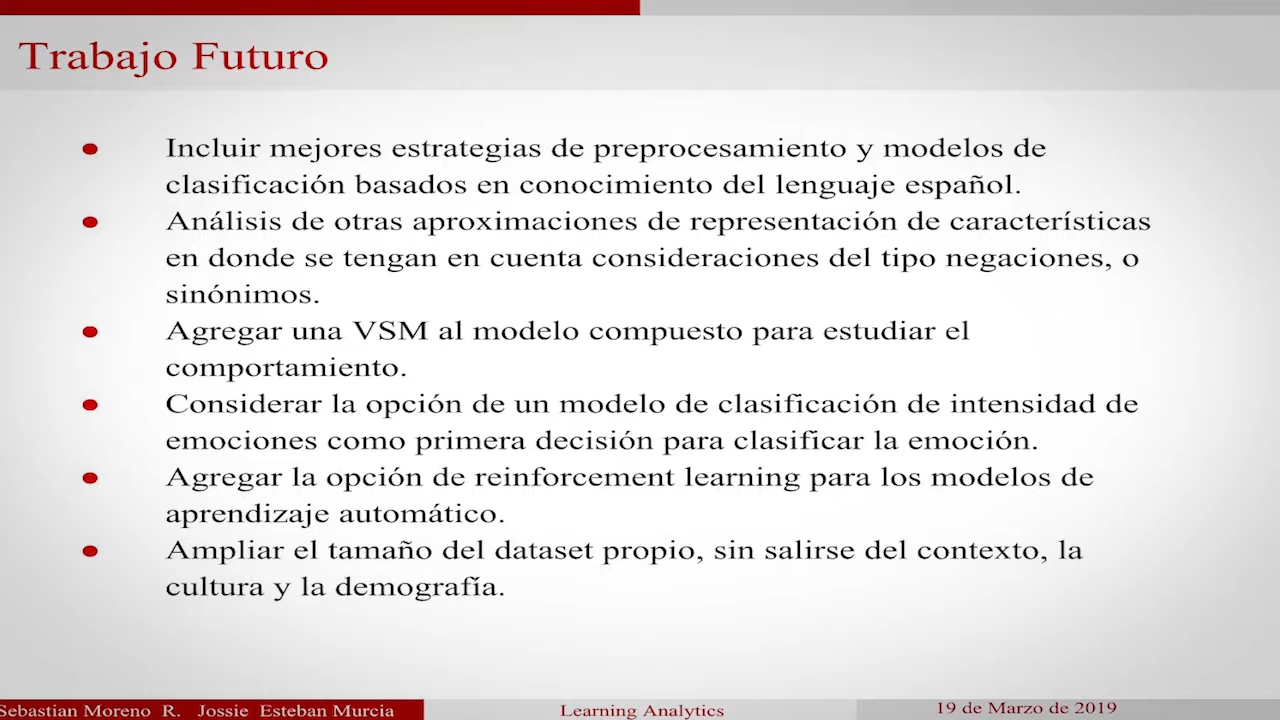 Trabajo Futuro
Incluir mejores estrategias de preprocesamiento y modelos de
clasificación basados en conocimiento del lenguaje español.
Análisis de otras aproximaciones de representación de características
en donde se tengan en cuenta consideraciones del tipo negaciones, o
sinónimos.
Agregar una VSM al modelo compuesto para estudiar el
comportamiento.
Considerar la opción de un modelo de clasificación de intensidad de
emociones como primera decisión para clasificar la emoción.
Agregar la opción de reinforcement learning para los modelos de
aprendizaje automático.
Ampliar el tamaño del dataset propio, sin salirse del contexto, la
cultura y la demografía.
Sebastian Moreno R. Jossie Esteban Murcia
Learning Analytics
19 de Marzo de 2019